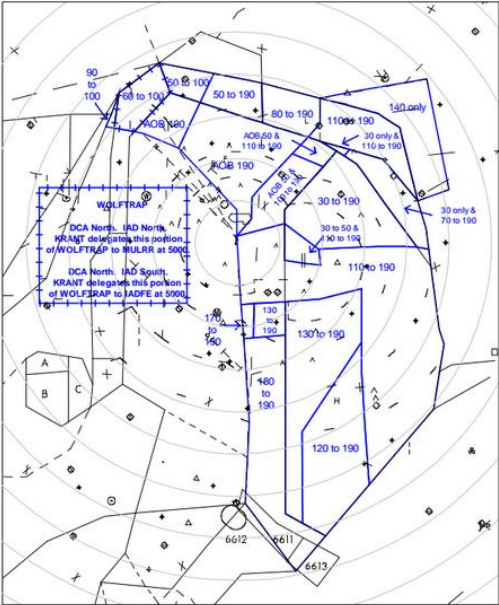 90
to
100
60 to 100
50 to 100
50 to 190
140 only
AOB 190
80 to 190
110 to 190
AOB 50 &
110 to 190
30 only &
110 to 190
AOB 190
AOB 50 &
100 to 190
30 to 190
WOLFTRAP
DCA North. IAD North.
KRANT delegates this portion
of WOLFTRAP to MULRR at 5000.
DCA North. IAD South.
KRANT delegates this portion
of WOLFTRAP to IADFE at 5000.
30 only &
70 to 190
30 to 50 &
110 to 190
110 to 190
170
to
190
130
to
190
130 to 190
A
B
C
180
to
190
H
120 to 190
6612
6611
6613